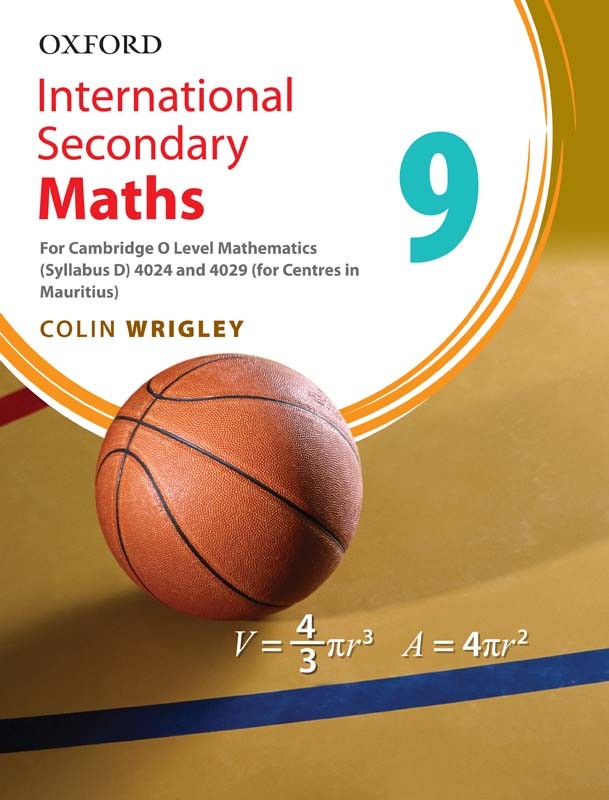 OXFORD
International
Secondary
Maths
9
For Cambridge O Level Mathematics
(Syllabus D) 4024 and 4029 (for Centres in
Mauritius)
COLIN WRIGLEY
V = 4/3 πr³ A = 4πr²